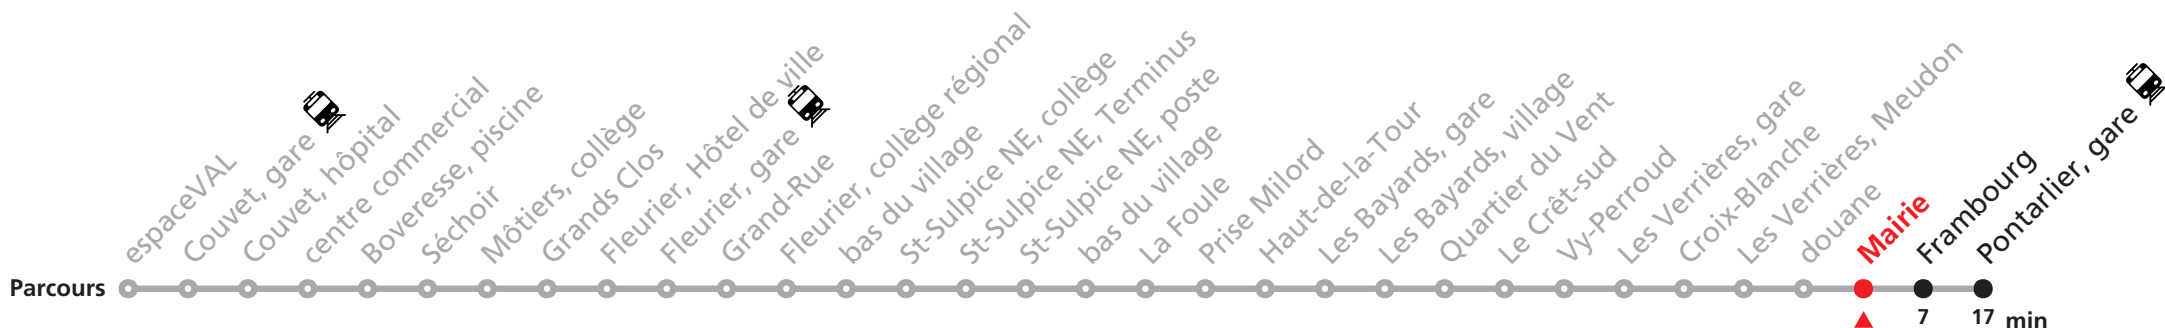 espaceVAL
Couvet, gare
Couvet, hôpital
centre commercial
Boveresse, piscine
Séchoir
Môtiers, collège
Grands Clos
Fleurier, Hôtel de ville
Fleurier, gare
Grand-Rue
Fleurier, collège régional
bas du village
St-Sulpice NE, collège
St-Sulpice NE, Terminus
St-Sulpice NE, poste
bas du village
La Foule
Prise Milord
Haut-de-la-Tour
Les Bayards, gare
Les Bayards, village
Quartier du Vent
Le Crêt-sud
Vy-Perroud
Les Verrières, gare
Croix-Blanche
Les Verrières, Meudon
douane
Mairie
Frambourg
Pontarlier, gare
Parcours
7 17 min